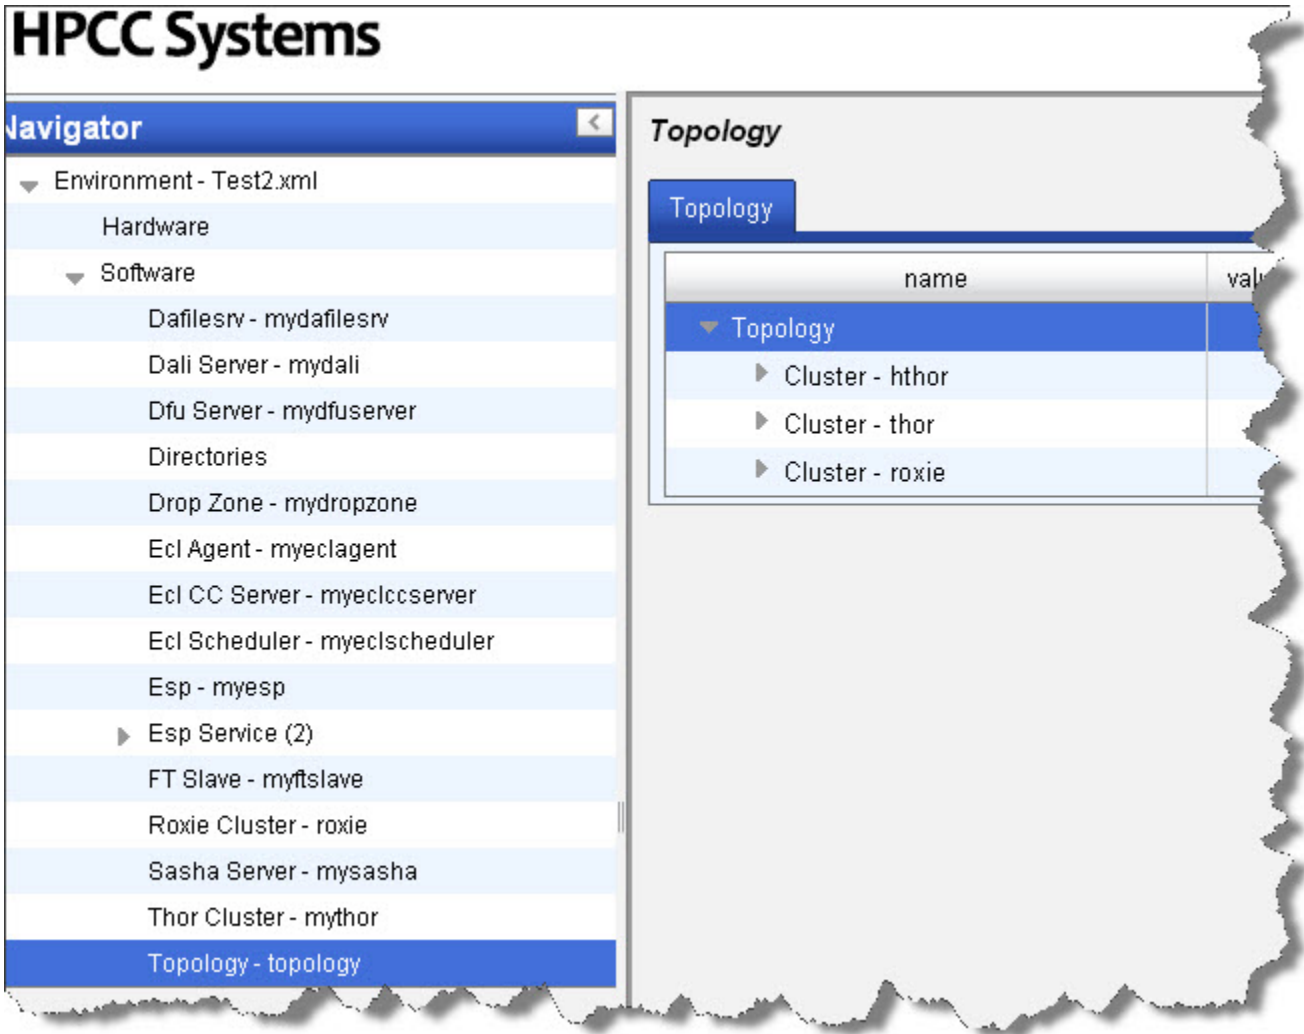 HPCC Systems
Navigator
Environment - Test2.xml
Hardware
Software
Dafilesrv - mydafilesrv
Dali Server - mydali
Dfu Server - mydfuserver
Directories
Drop Zone - mydropzone
Ecl Agent - myeclagent
Ecl CC Server - myeclccserver
Ecl Scheduler - myeclscheduler
Esp - myesp
Esp Service (2)
FT Slave - myftslave
Roxie Cluster - roxie
Sasha Server - mysasha
Thor Cluster - mythor
Topology - topology
Topology
Topology
name
Topology
Cluster - hthor
Cluster - thor
Cluster - roxie